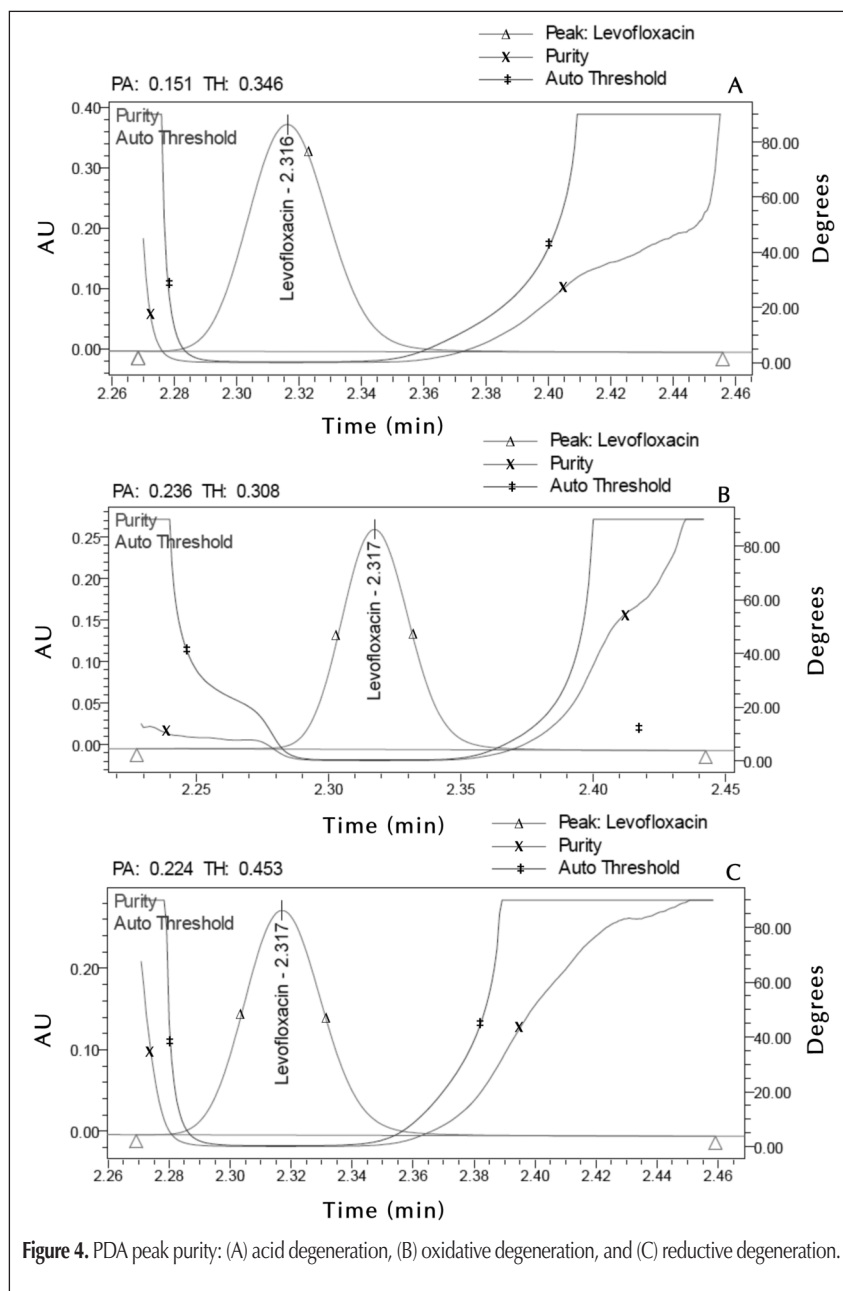 Peak: Levofloxacin
Purity
Auto Threshold
PA: 0.151 TH: 0.346
A
Purity
Auto Threshold
0.40
0.30
0.20
0.10
0.00
AU
Levofloxacin - 2.316
80.00
60.00
40.00
20.00
0.00
Degrees
2.26 2.28 2.30 2.32 2.34 2.36 2.38 2.40 2.42 2.44 2.46
Time (min)
Peak: Levofloxacin
Purity
Auto Threshold
PA: 0.236 TH: 0.308
B
Purity
Auto Threshold
0.25
0.20
0.15
0.10
0.05
0.00
AU
Levofloxacin - 2.317
80.00
60.00
40.00
20.00
0.00
Degrees
2.25 2.30 2.35 2.40 2.45
Time (min)
Peak: Levofloxacin
Purity
Auto Threshold
PA: 0.224 TH: 0.453
C
Purity
Auto Threshold
0.20
0.10
0.00
AU
Levofloxacin - 2.317
80.00
60.00
40.00
20.00
0.00
Degrees
2.26 2.28 2.30 2.32 2.34 2.36 2.38 2.40 2.42 2.44 2.46
Time (min)
Figure 4. PDA peak purity: (A) acid degeneration, (B) oxidative degeneration, and (C) reductive degeneration.